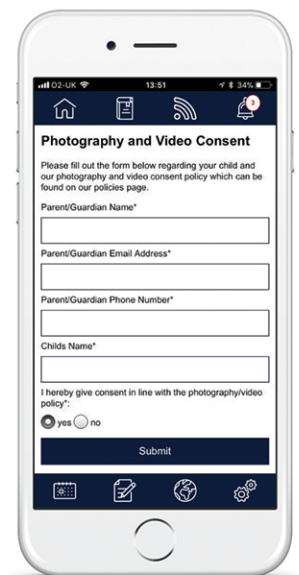 O2-UK 13:51 34%
3
Photography and Video Consent
Please fill out the form below regarding your child and
our photography and video consent policy which can be
found on our policies page.
Parent/Guardian Name*
Parent/Guardian Email Address*
Parent/Guardian Phone Number*
Childs Name*
I hereby give consent in line with the photography/video
policy*:
yes no
Submit